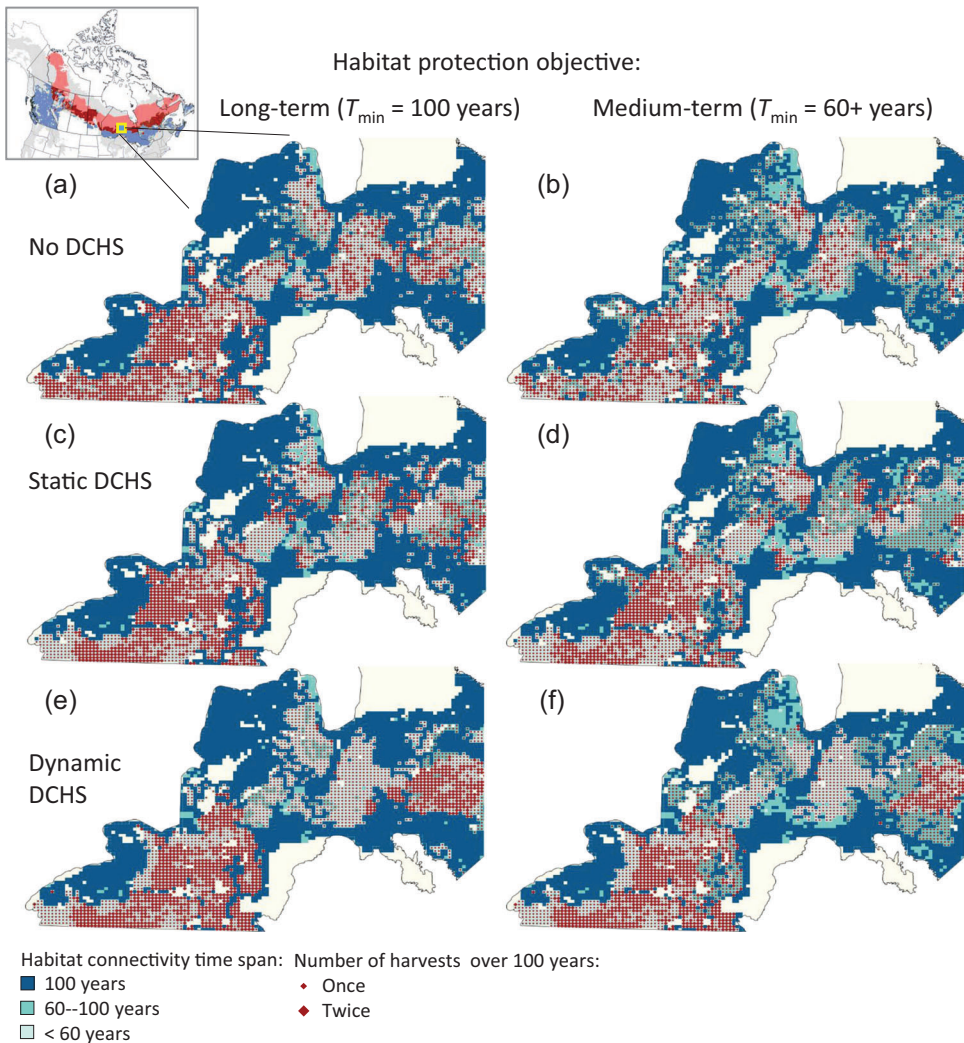 Habitat protection objective:
Long-term (Tmin = 100 years)
Medium-term (Tmin = 60+ years)
(a)
(b)
No DCHS
(c)
(d)
Static DCHS
(e)
(f)
Dynamic
DCHS
Habitat connectivity time span:
100 years
60--100 years
< 60 years
Number of harvests over 100 years:
Once
Twice